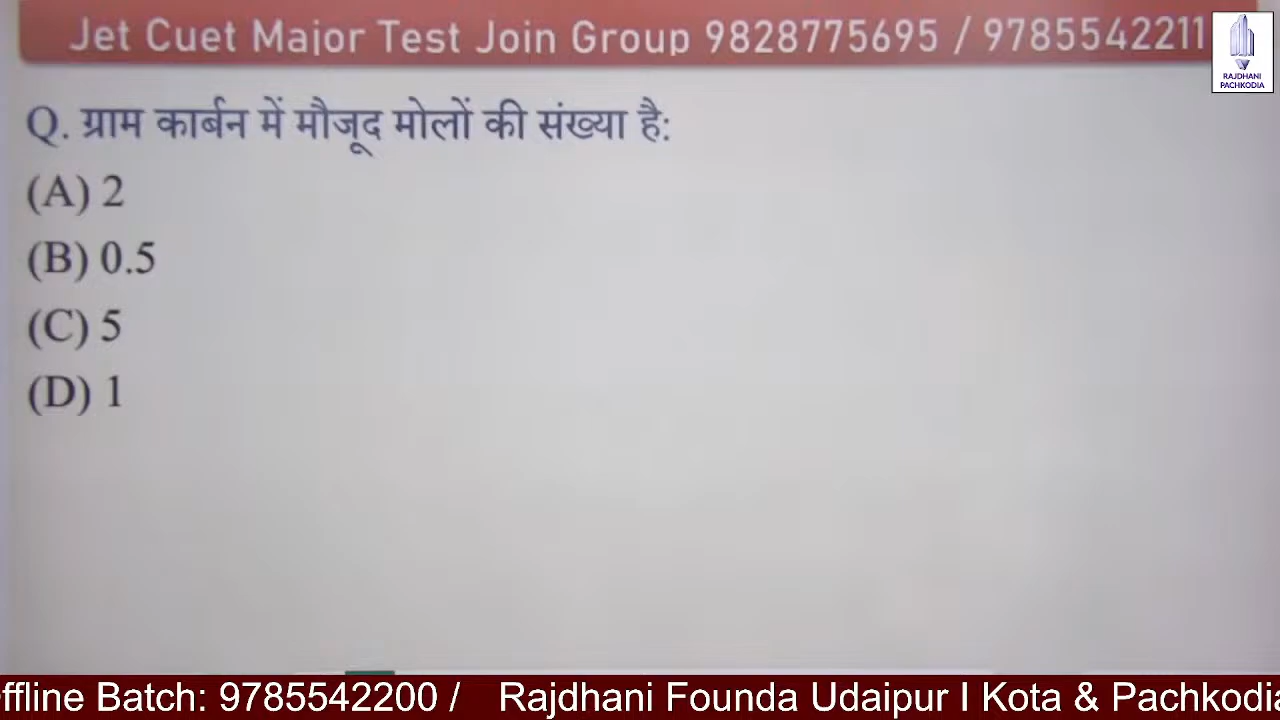 Jet Cuet Major Test Join Group 9828775695 / 9785542211
RAJDHANI
PACHKODIA
Q. ग्राम कार्बन में मौजूद मोलों की संख्या है:
(A) 2
(B) 0.5
(C) 5
(D) 1
ffline Batch: 9785542200 / Rajdhani Founda Udaipur I Kota & Pachkodia